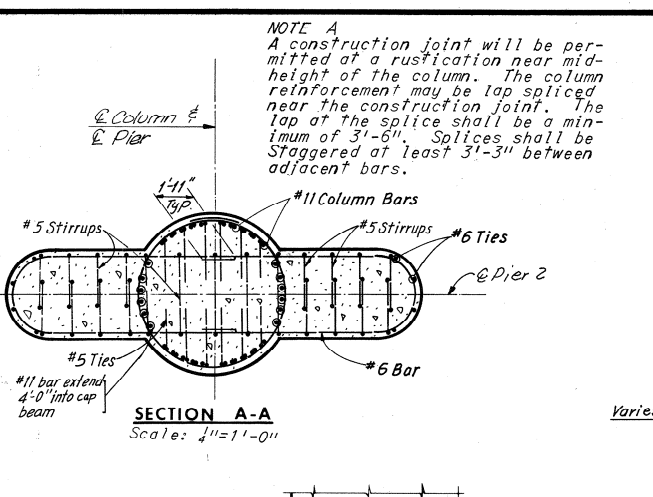 NOTE A
A construction joint will be per-
mitted at a rustication near mid-
height of the column. The column
reinforcement may be lap spliced
near the construction joint. The
lap at the splice shall be a min-
imum of 3'-6". Splices shall be
Staggered at least 3'-3" between
adjacent bars.
℄ Column &
℄ Pier
1'-11"
Typ.
#11 Column Bars
#5 Stirrups
#5 Stirrups
#6 Ties
℄ Pier 2
#5 Ties
#6 Bar
#11 bar extend
4'-0" into cap
beam
SECTION A-A
Scale: 1/4"=1'-0"
Varie